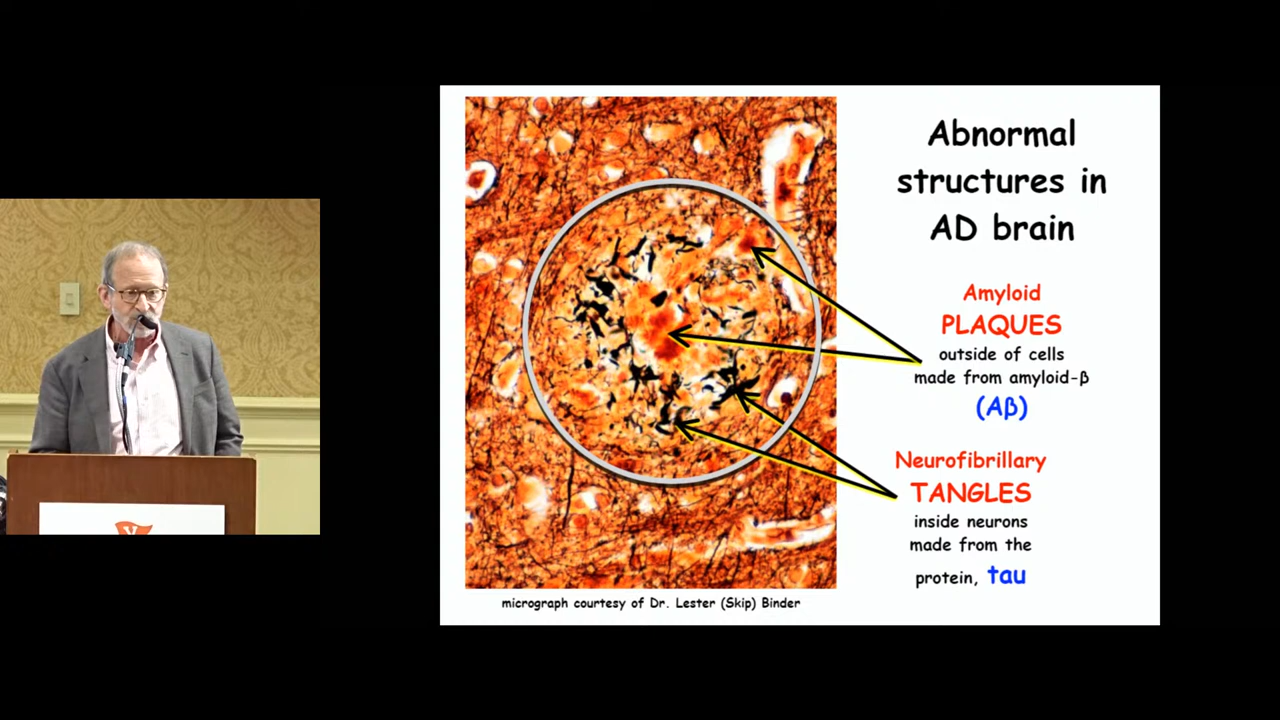 Abnormal
structures in
AD brain
Amyloid
PLAQUES
outside of cells
made from amyloid-β
(Aβ)
Neurofibrillary
TANGLES
inside neurons
made from the
protein, tau
micrograph courtesy of Dr. Lester (Skip) Binder